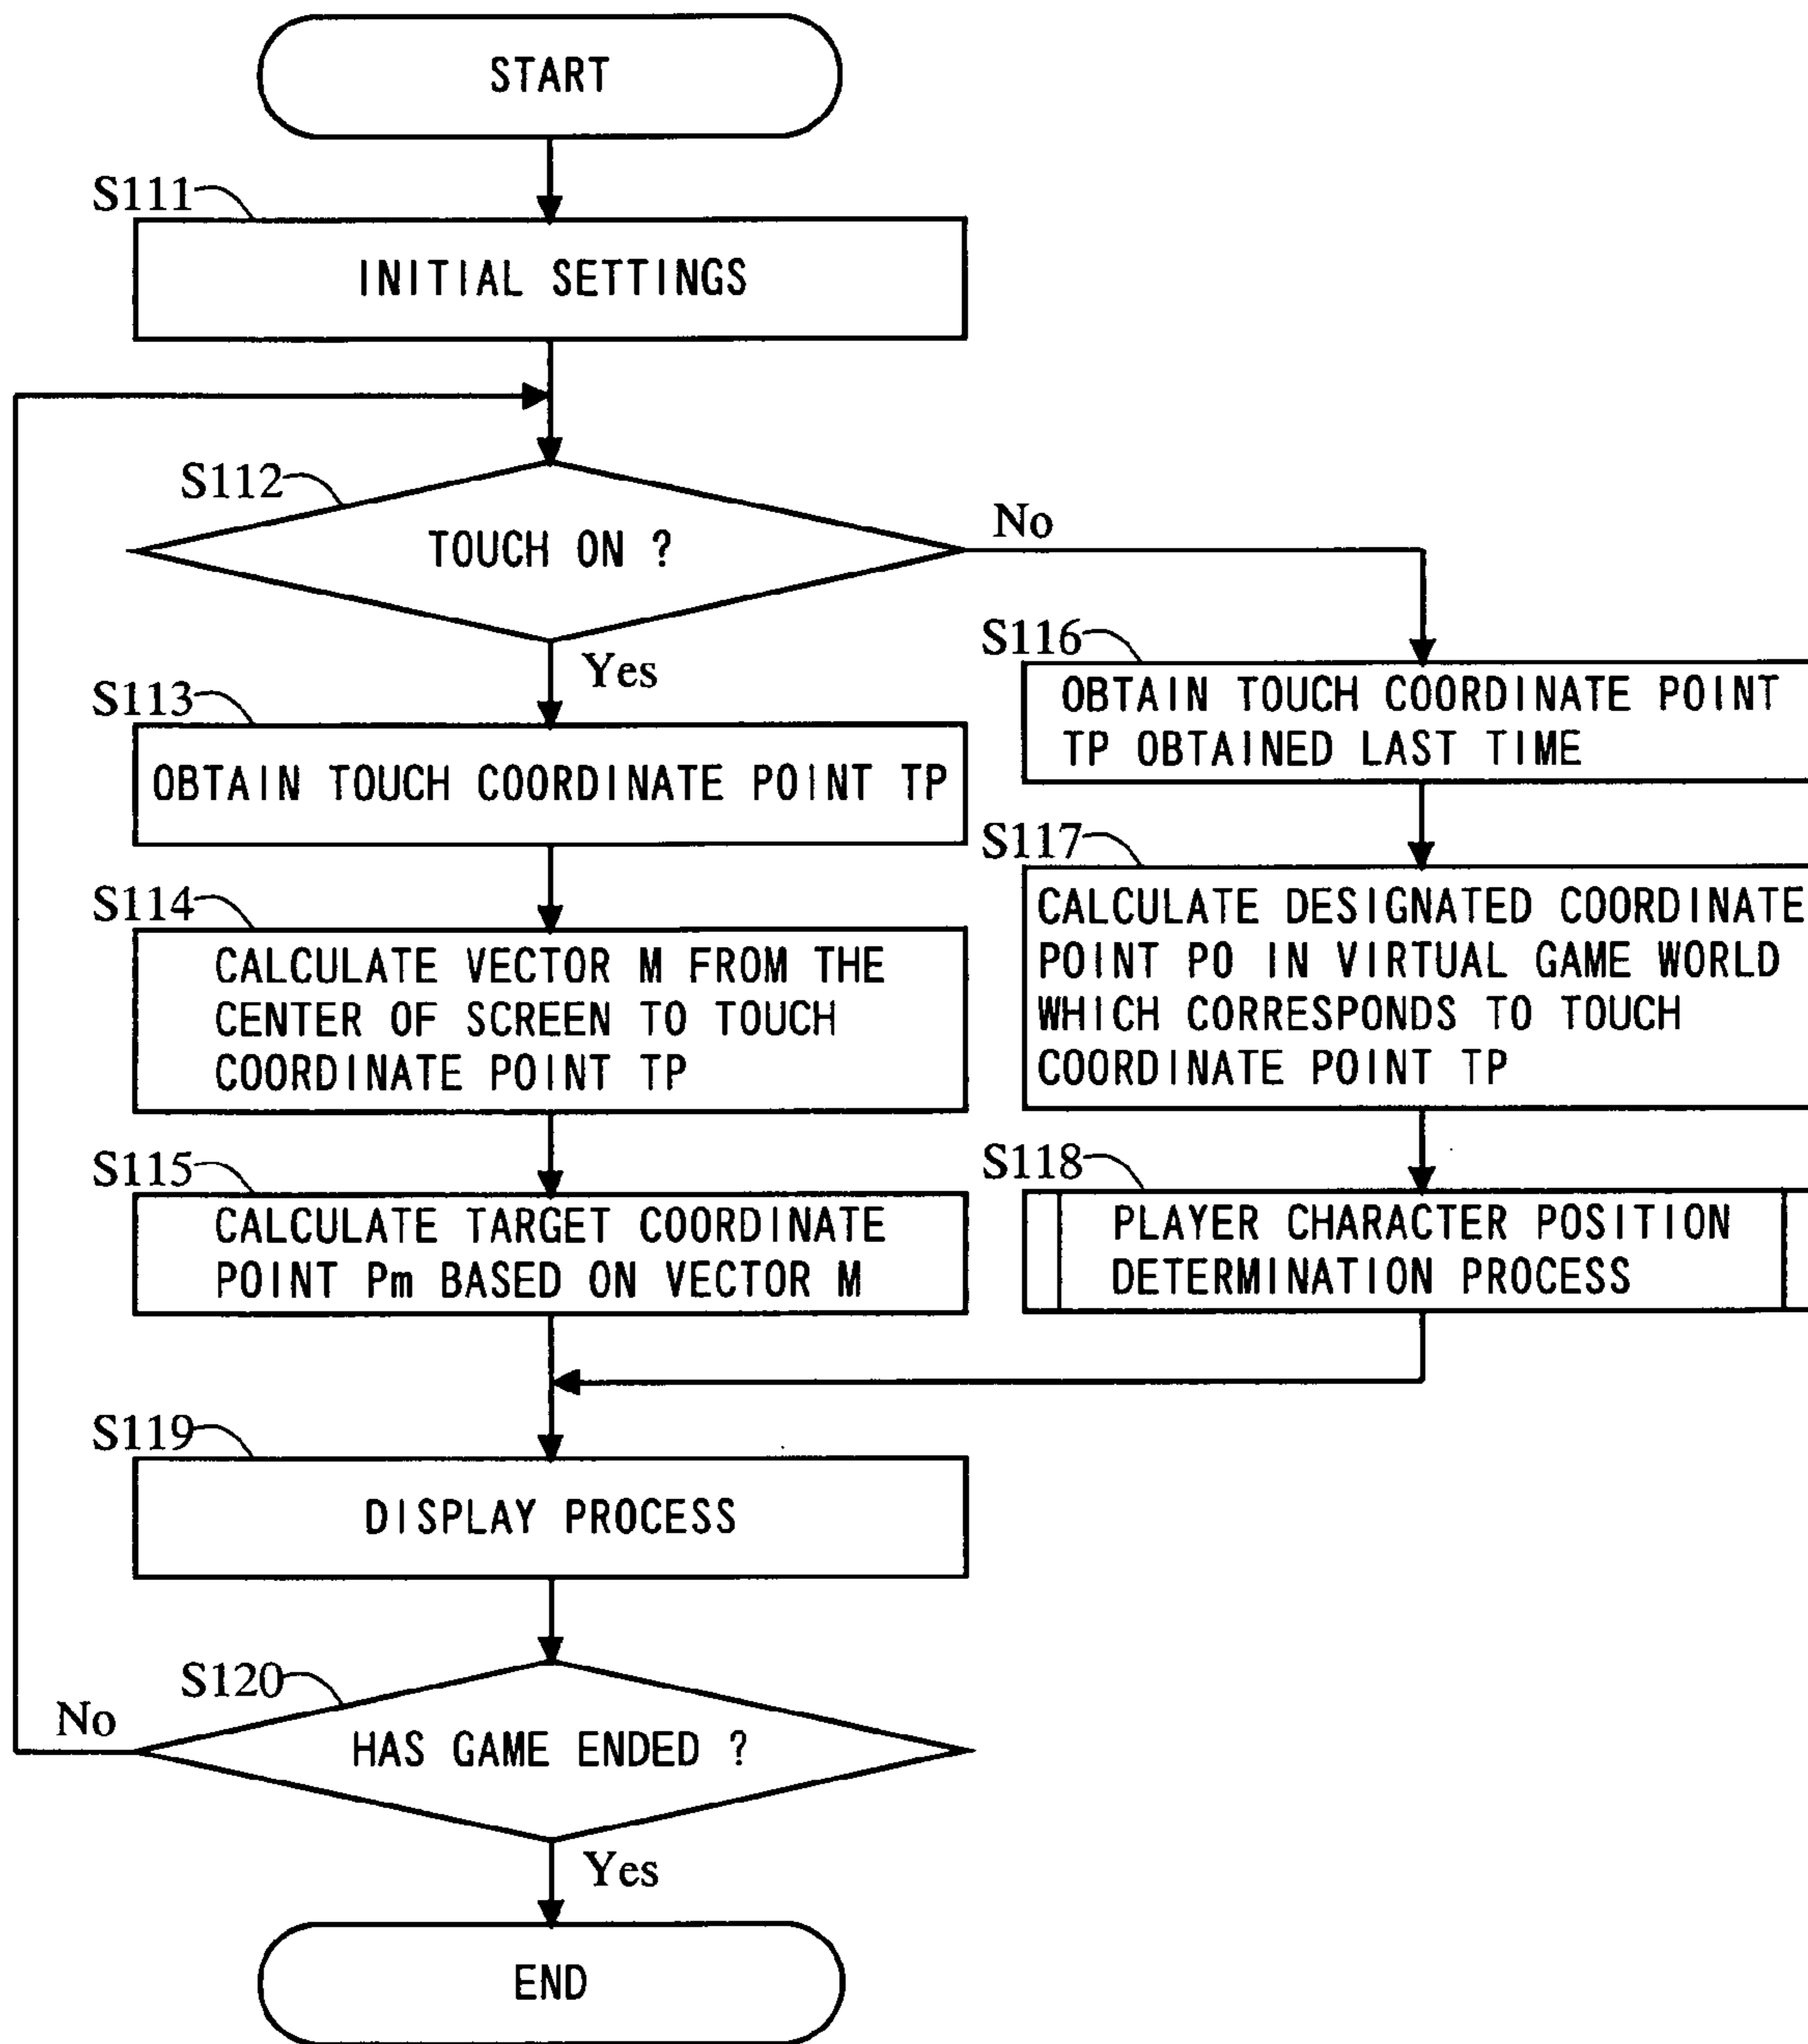 START
S111
INITIAL SETTINGS
S112
TOUCH ON ?
No
Yes
S113
OBTAIN TOUCH COORDINATE POINT TP
S114
CALCULATE VECTOR M FROM THE
CENTER OF SCREEN TO TOUCH
COORDINATE POINT TP
S115
CALCULATE TARGET COORDINATE
POINT Pm BASED ON VECTOR M
S116
OBTAIN TOUCH COORDINATE POINT
TP OBTAINED LAST TIME
S117
CALCULATE DESIGNATED COORDINATE
POINT PO IN VIRTUAL GAME WORLD
WHICH CORRESPONDS TO TOUCH
COORDINATE POINT TP
S118
PLAYER CHARACTER POSITION
DETERMINATION PROCESS
S119
DISPLAY PROCESS
S120
HAS GAME ENDED ?
No
Yes
END